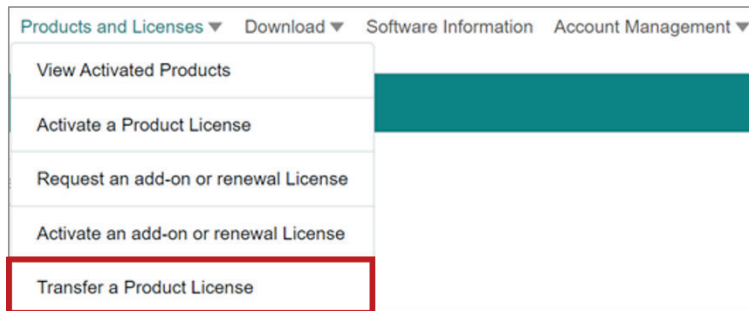 Products and Licenses ▼ Download ▼ Software Information Account Management ▼
View Activated Products
Activate a Product License
Request an add-on or renewal License
Activate an add-on or renewal License
Transfer a Product License